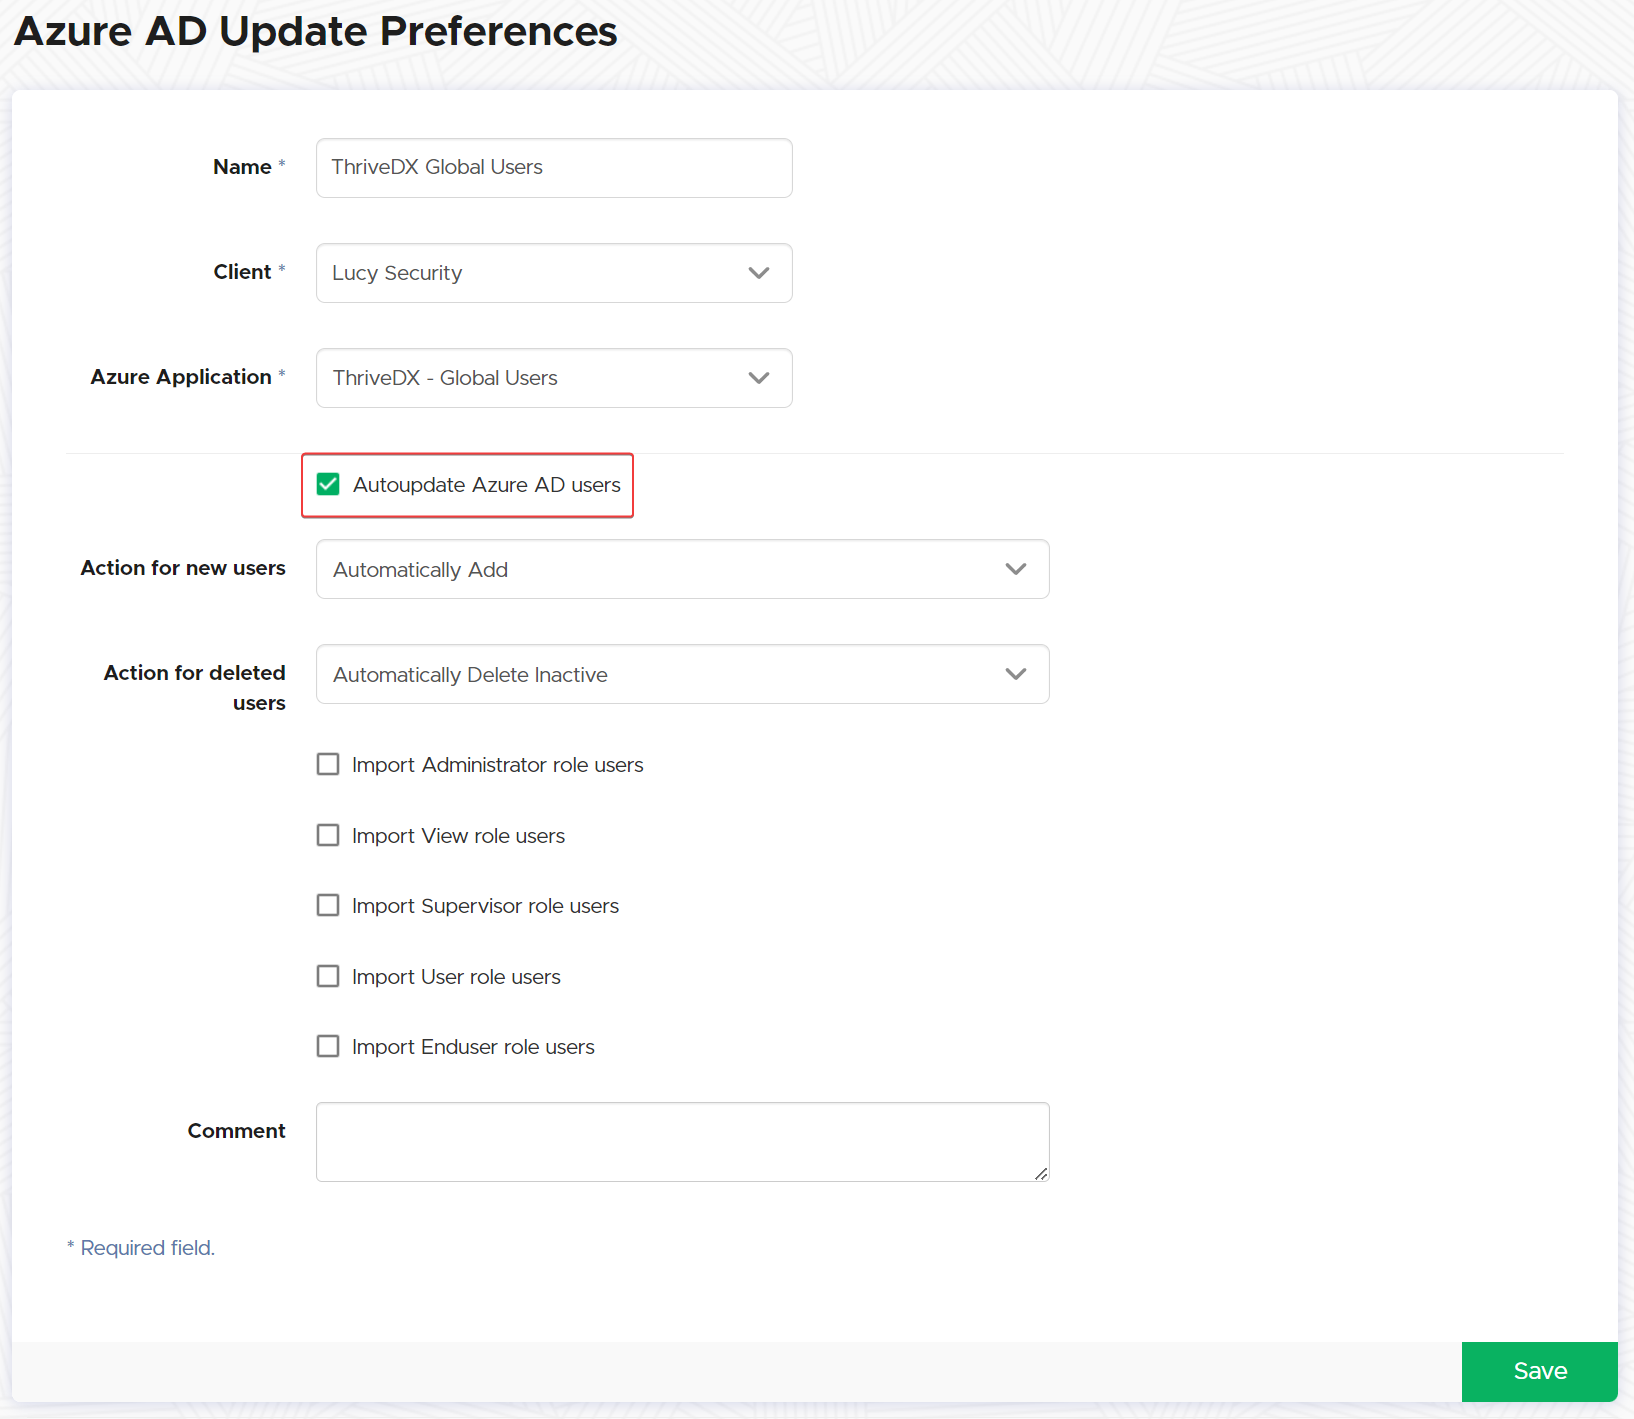 Azure AD Update Preferences
Name *
ThriveDX Global Users
Client *
Lucy Security
Azure Application *
ThriveDX - Global Users
Autoupdate Azure AD users
Action for new users
Automatically Add
Action for deleted
users
Automatically Delete Inactive
Import Administrator role users
Import View role users
Import Supervisor role users
Import User role users
Import Enduser role users
Comment
* Required field.
Save